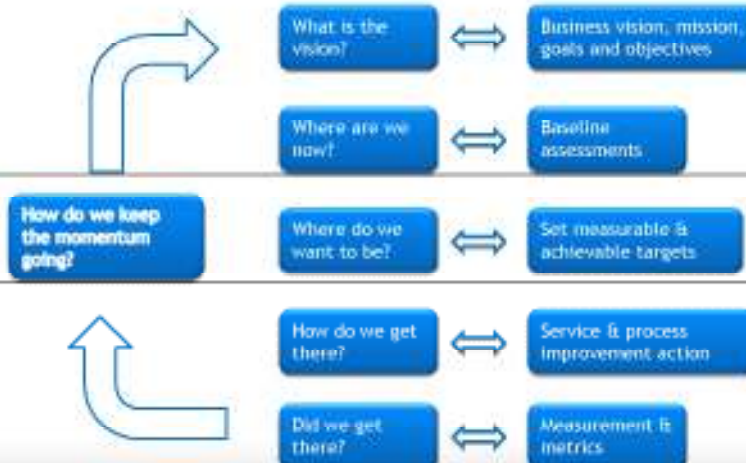 What is the
vision?
Business vision, mission,
goals and objectives
Where are we
now?
Baseline
assessments
How do we keep
the momentum
going?
Where do we
want to be?
Set measurable &
achievable targets
How do we get
there?
Service & process
improvement action
Did we get
there?
Measurement &
metrics